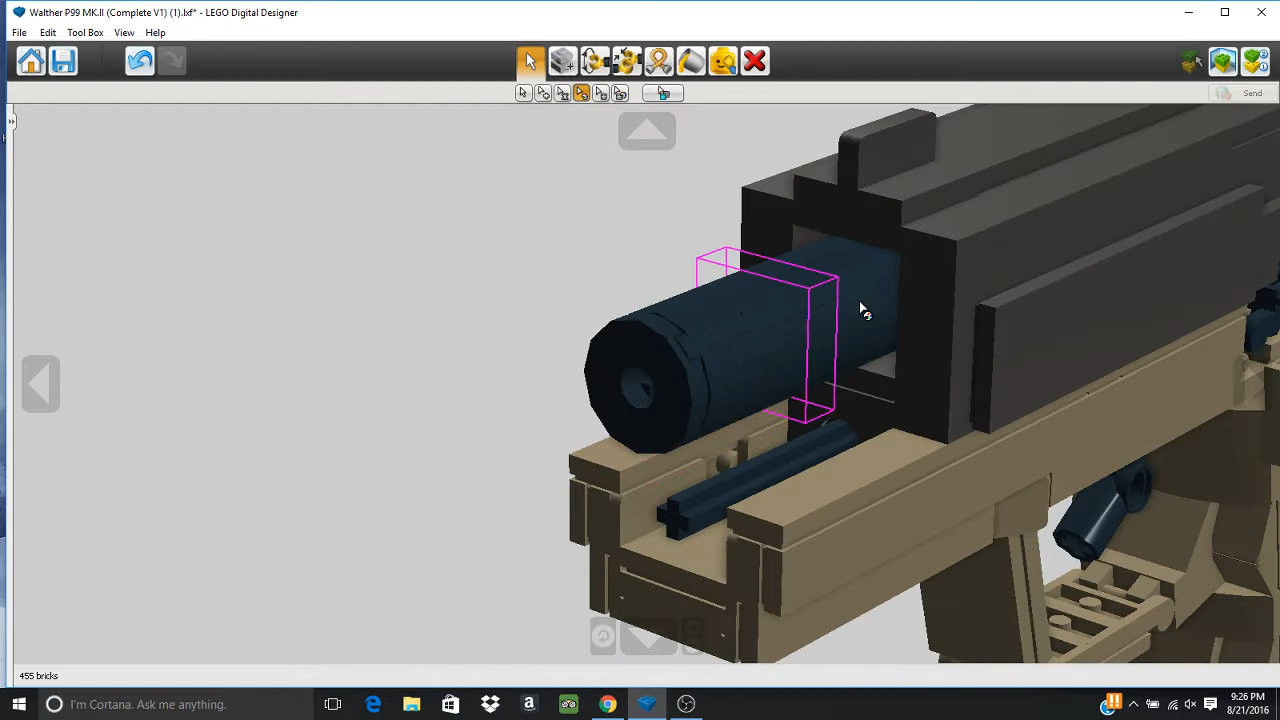 Walther P99 MK.II (Complete V1) (1).lxf* - LEGO Digital Designer
File Edit Tool Box View Help
Send
455 bricks
I'm Cortana. Ask me anything.
9:26 PM
8/21/2016